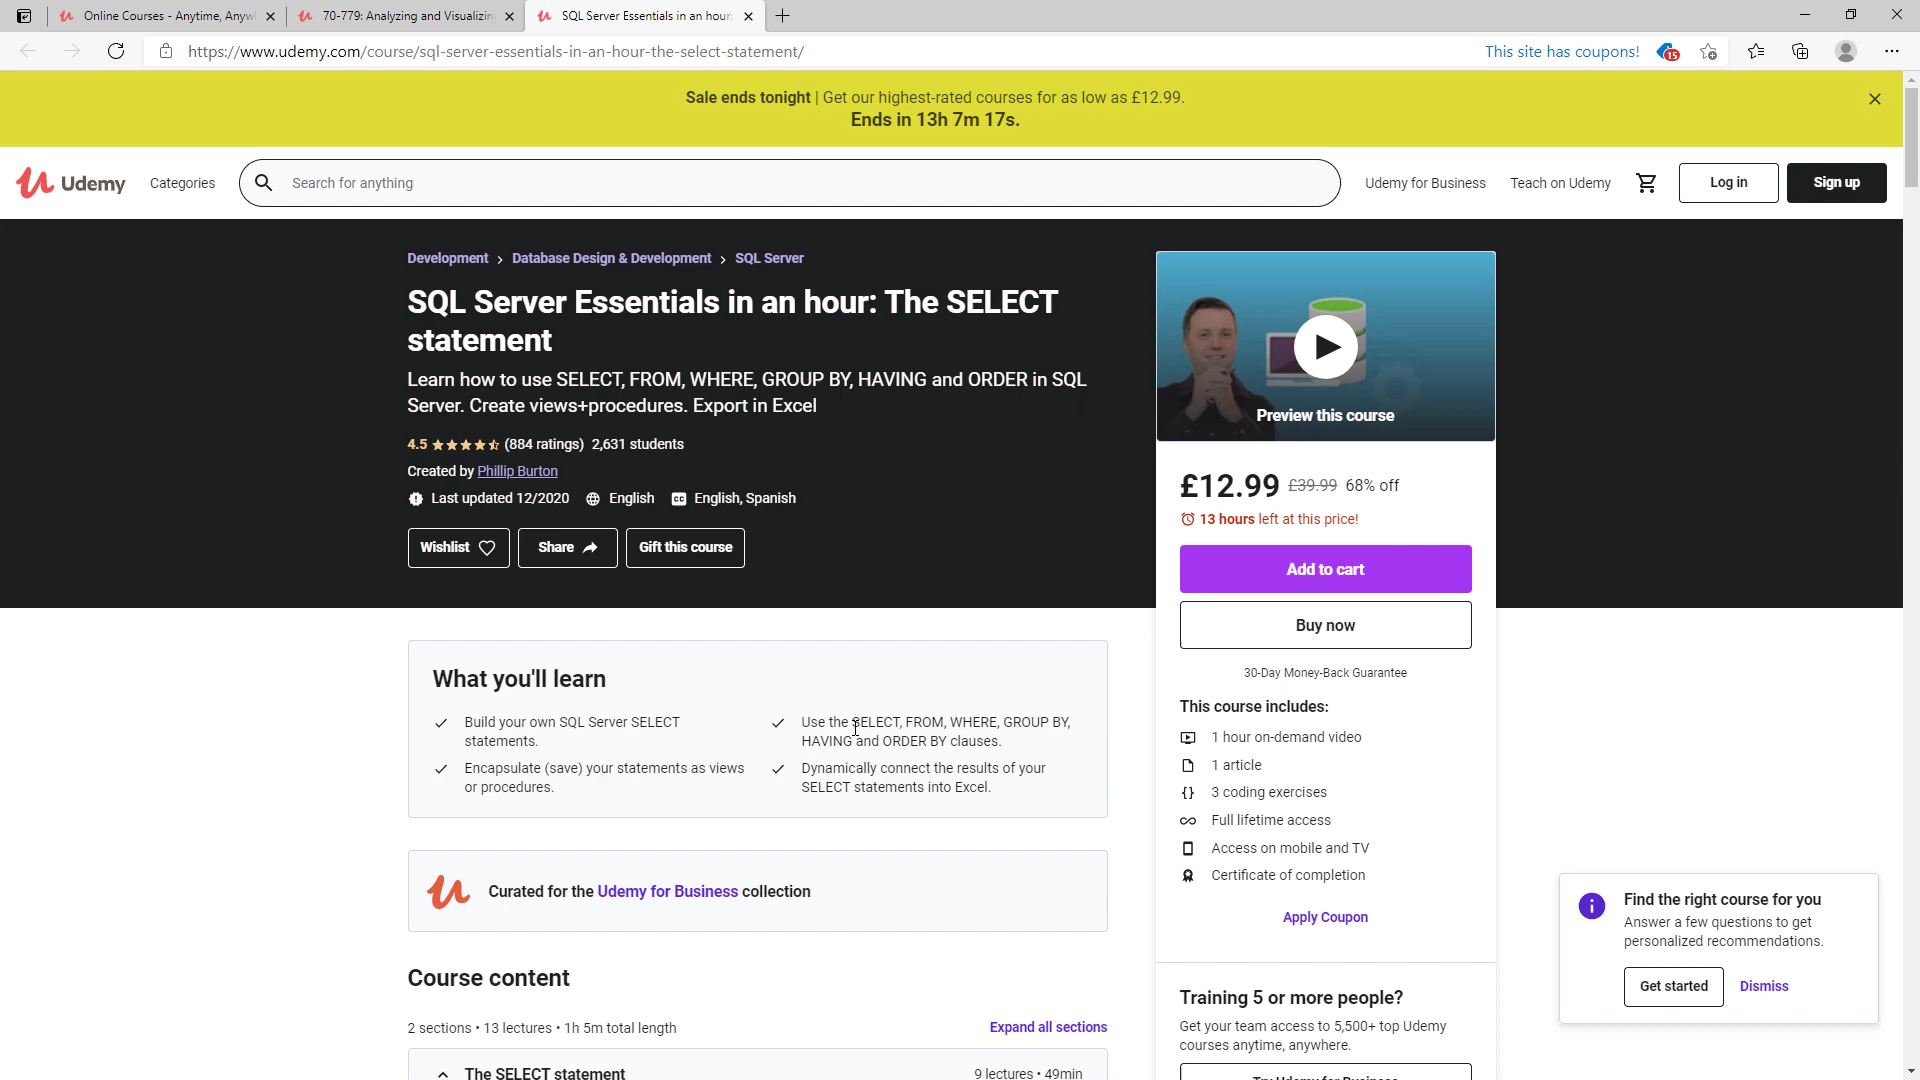 Online Courses - Anytime, Anyw
70-779: Analyzing and Visualizin
SQL Server Essentials in an hour:
https://www.udemy.com/course/sql-server-essentials-in-an-hour-the-select-statement/
This site has coupons!
15
Sale ends tonight | Get our highest-rated courses for as low as £12.99.
Ends in 13h 7m 17s.
Udemy
Categories
Search for anything
Udemy for Business
Teach on Udemy
Log in
Sign up
Development > Database Design & Development > SQL Server
SQL Server Essentials in an hour: The SELECT
statement
Learn how to use SELECT, FROM, WHERE, GROUP BY, HAVING and ORDER in SQL
Server. Create views+procedures. Export in Excel
4.5 (884 ratings) 2,631 students
Created by Phillip Burton
Last updated 12/2020 English CC English, Spanish
Wishlist
Share
Gift this course
Preview this course
£12.99 £39.99 68% off
13 hours left at this price!
Add to cart
Buy now
30-Day Money-Back Guarantee
This course includes:
1 hour on-demand video
1 article
{} 3 coding exercises
Full lifetime access
Access on mobile and TV
Certificate of completion
Apply Coupon
Training 5 or more people?
Get your team access to 5,500+ top Udemy
courses anytime, anywhere.
Try Udemy for Business
What you'll learn
Build your own SQL Server SELECT
statements.
Encapsulate (save) your statements as views
or procedures.
Use the SELECT, FROM, WHERE, GROUP BY,
HAVING and ORDER BY clauses.
Dynamically connect the results of your
SELECT statements into Excel.
Curated for the Udemy for Business collection
Course content
2 sections • 13 lectures • 1h 5m total length
Expand all sections
The SELECT statement
9 lectures • 49min
Find the right course for you
Answer a few questions to get
personalized recommendations.
Get started
Dismiss